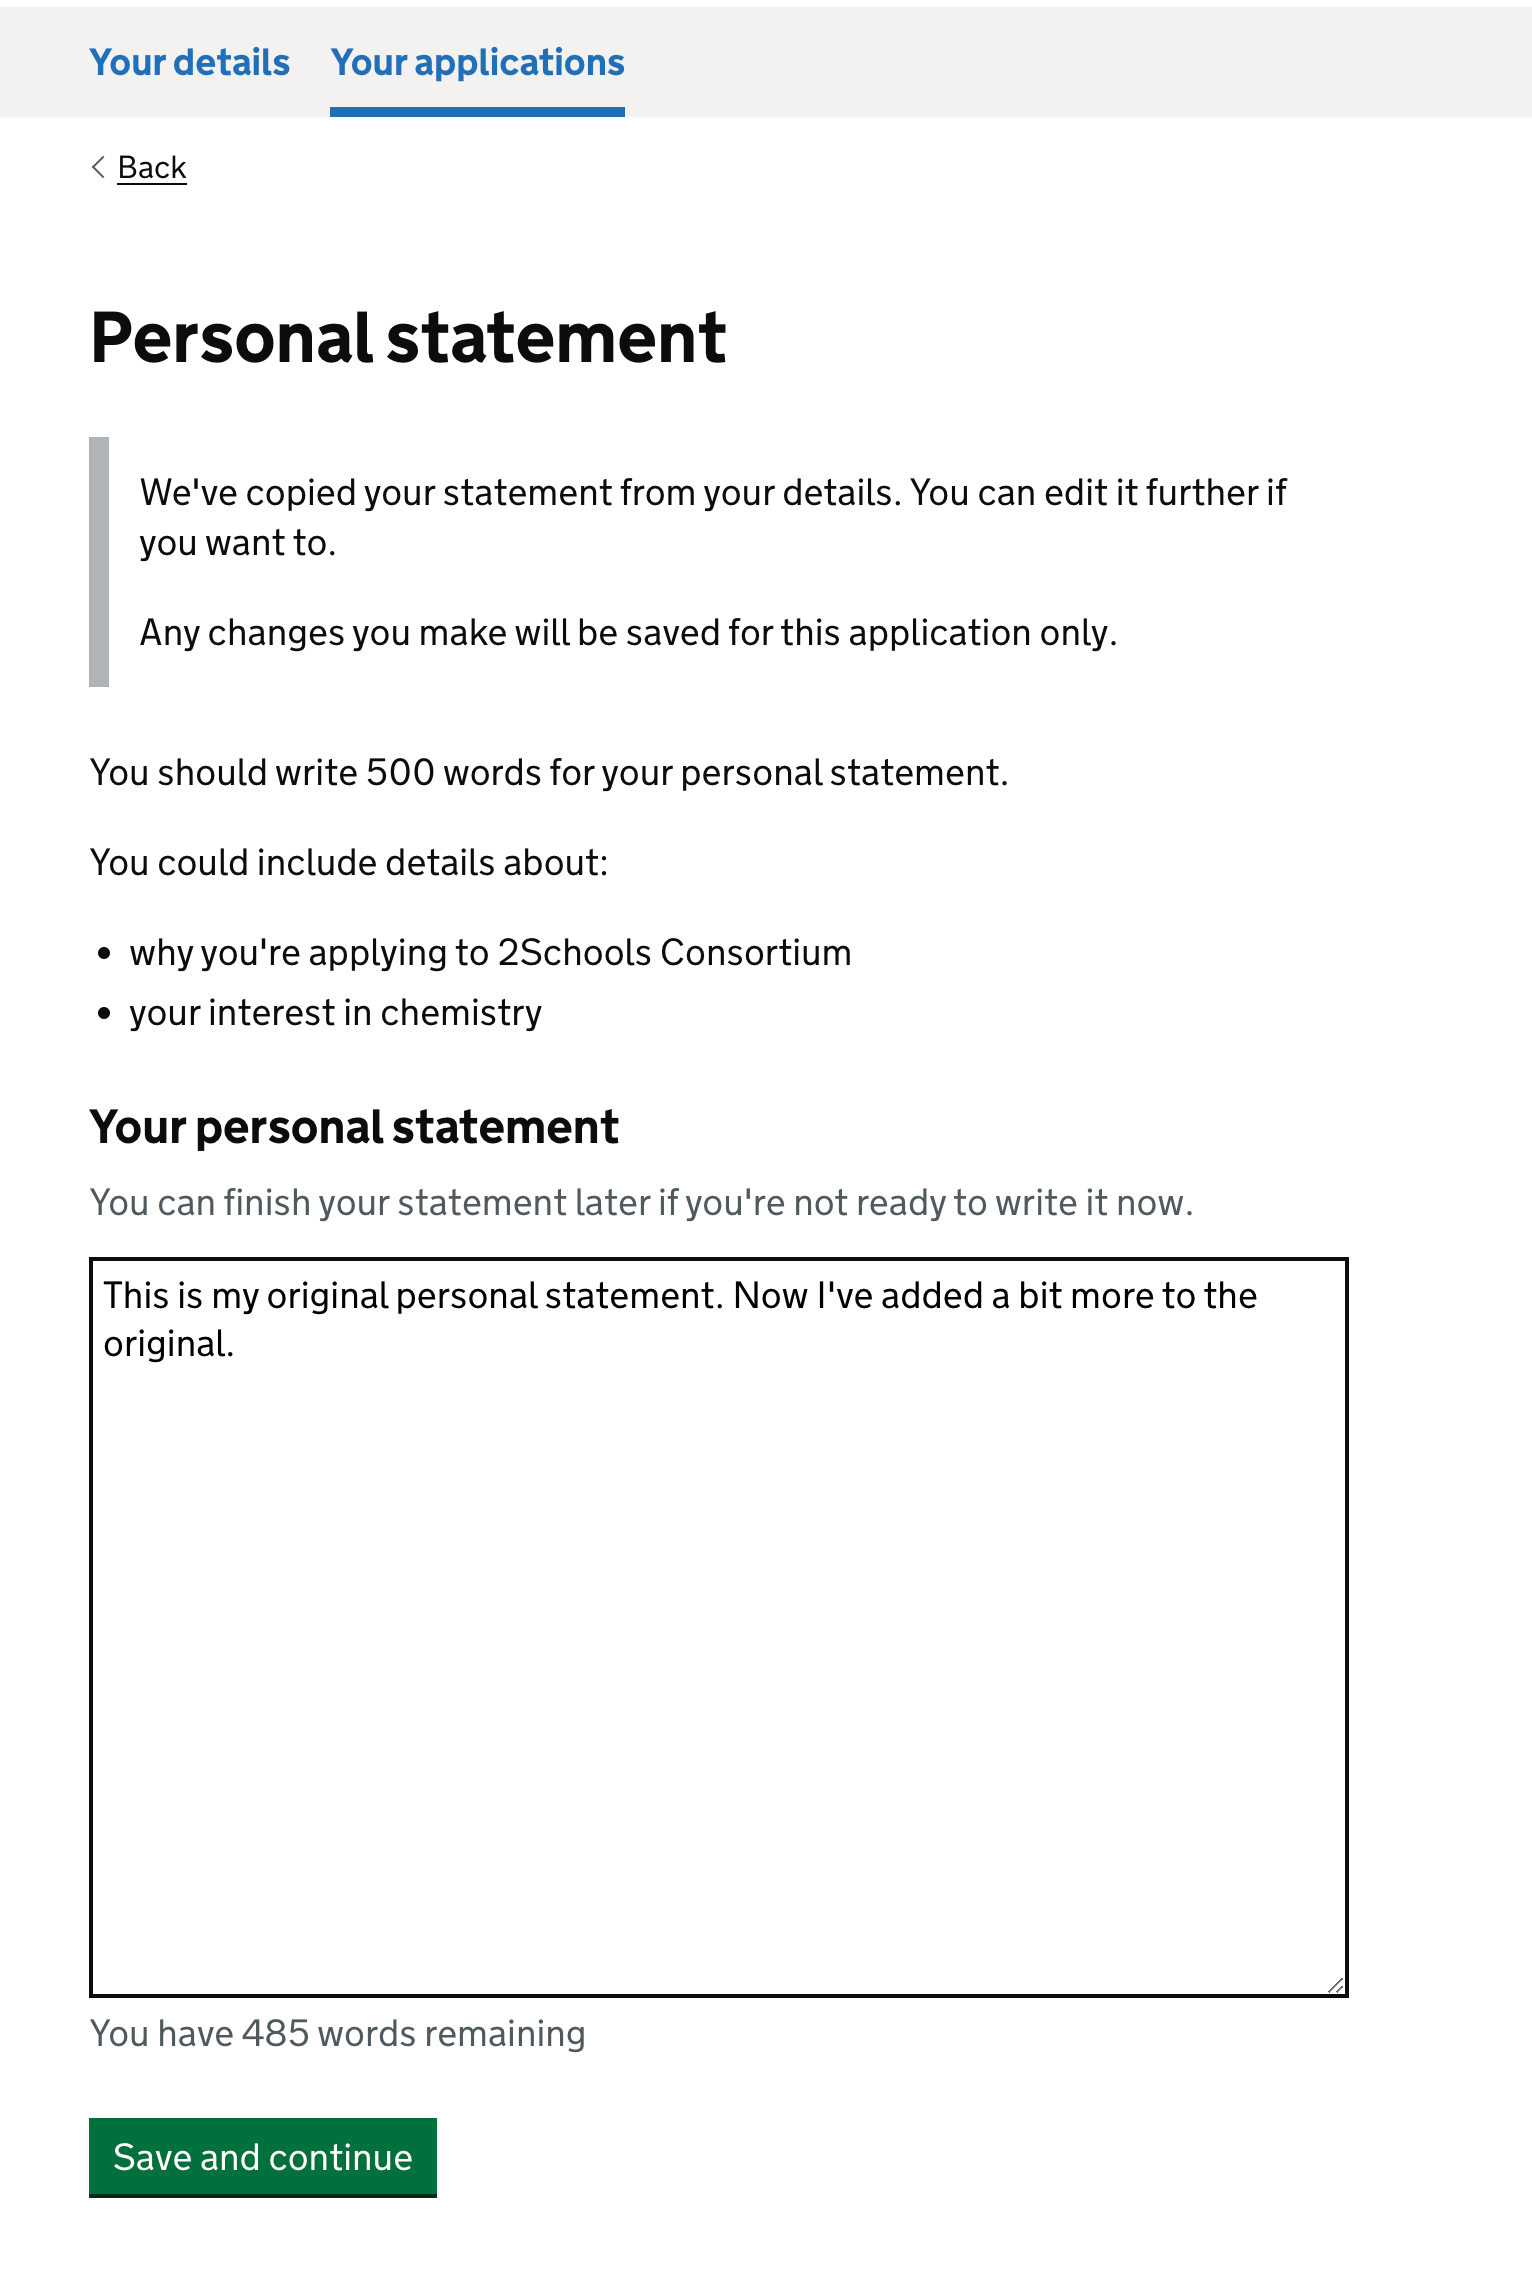 Your details Your applications
Back
Personal statement
We've copied your statement from your details. You can edit it further if
you want to.
Any changes you make will be saved for this application only.
You should write 500 words for your personal statement.
You could include details about:
• why you're applying to 2Schools Consortium
• your interest in chemistry
Your personal statement
You can finish your statement later if you're not ready to write it now.
This is my original personal statement. Now I've added a bit more to the
original.
You have 485 words remaining
Save and continue